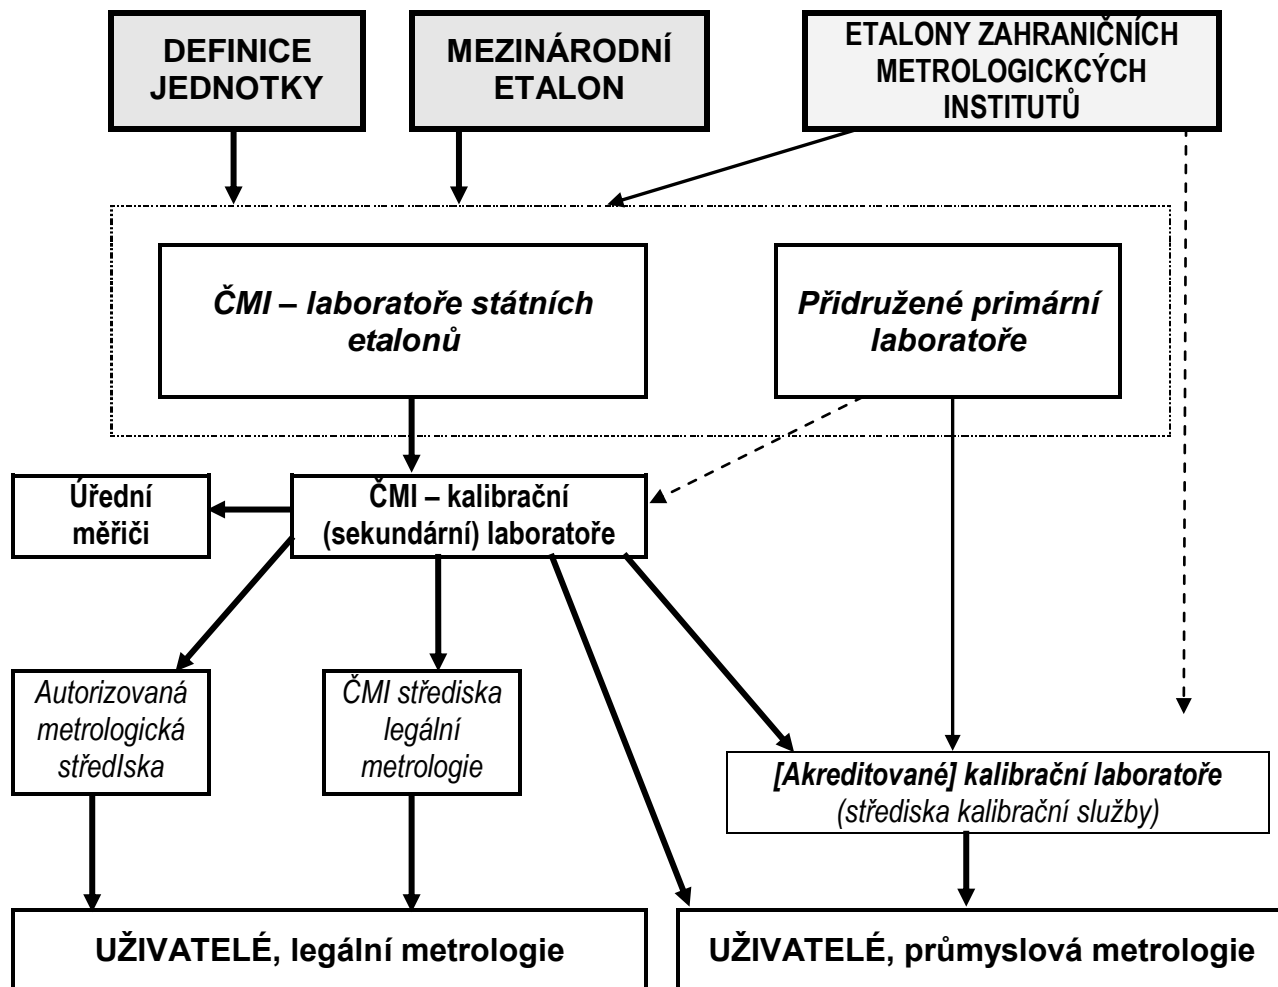 DEFINICE
JEDNOTKY
MEZINÁRODNÍ
ETALON
ETALONY ZAHRANIČNÍCH
METROLOGICKCÝCH
INSTITUTŮ
ČMI – laboratoře státních
etalonů
Přidružené primární
laboratoře
Úřední
měřiči
ČMI – kalibrační
(sekundární) laboratoře
Autorizovaná
metrologická
středIska
ČMI střediska
legální
metrologie
[Akreditované] kalibrační laboratoře
(střediska kalibrační služby)
UŽIVATELÉ, legální metrologie
UŽIVATELÉ, průmyslová metrologie